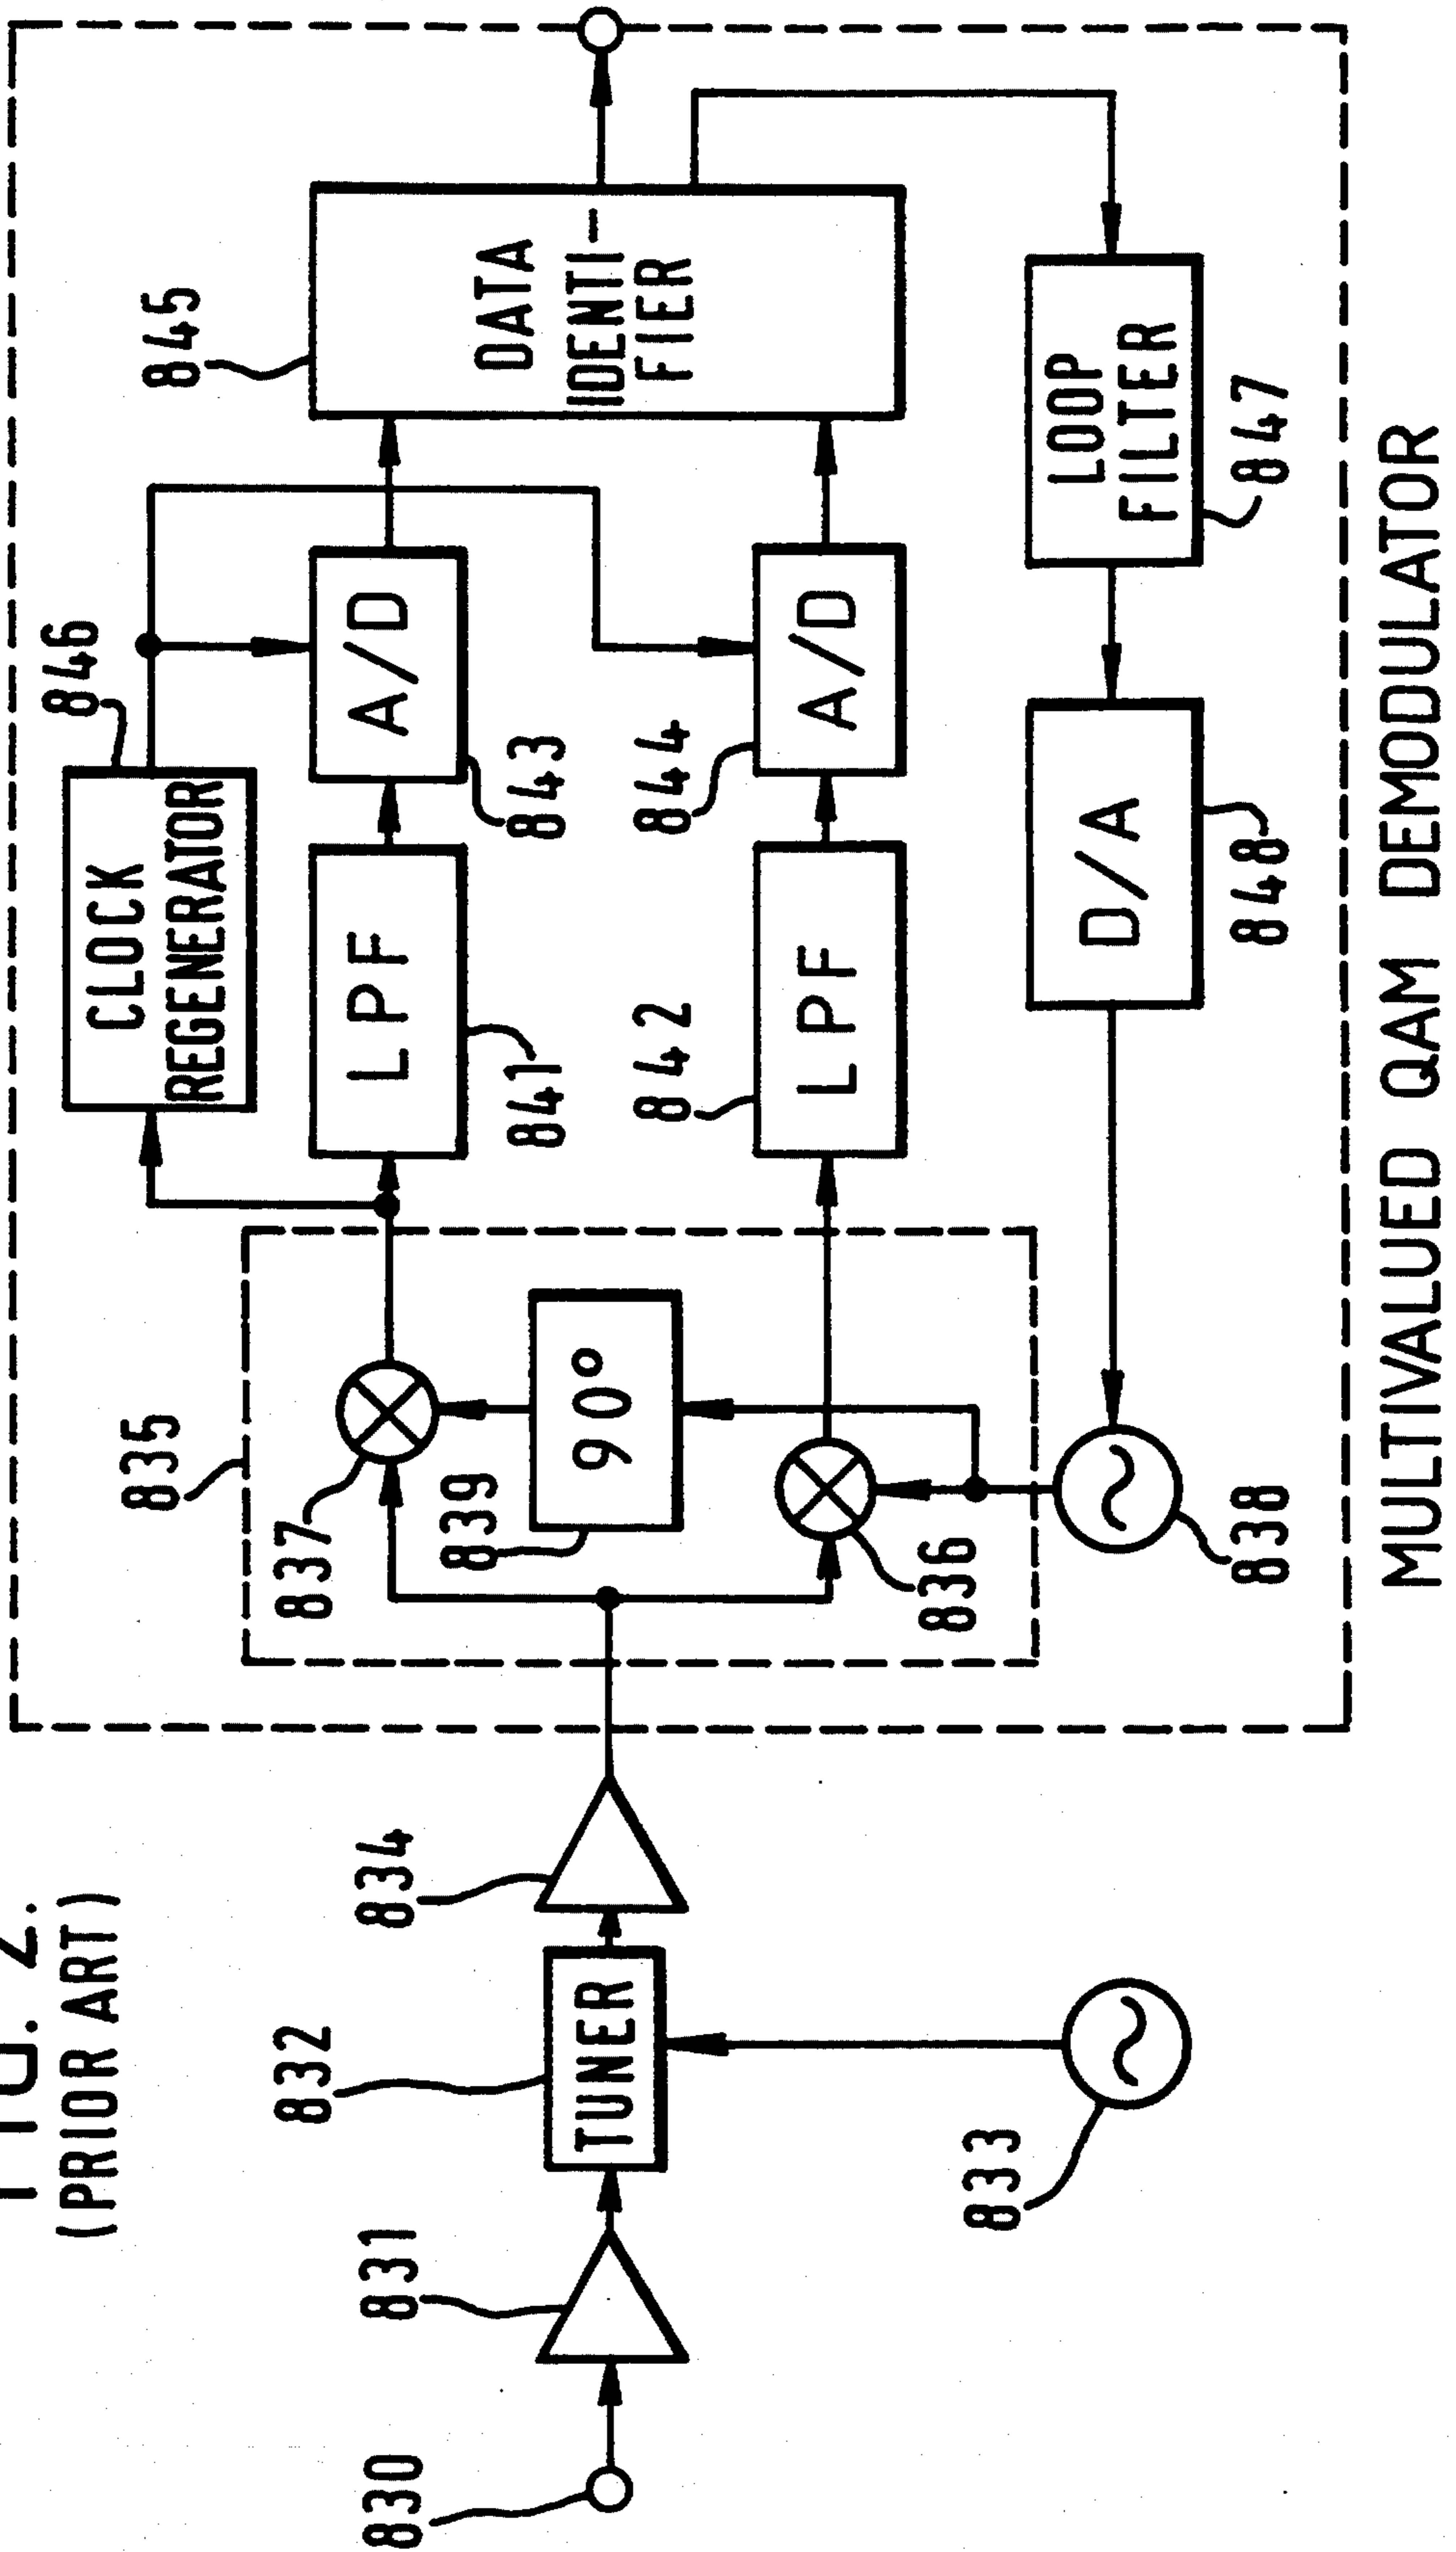 FIG. 2.
(PRIOR ART)
830
831
832
TUNER
833
834
835
837
839
90°
836
838
846
CLOCK
REGENERATOR
LPF
841
LPF
842
A/D
843
A/D
844
845
DATA
IDENTI-
FIER
LOOP
FILTER
847
D/A
848
MULTIVALUED QAM DEMODULATOR